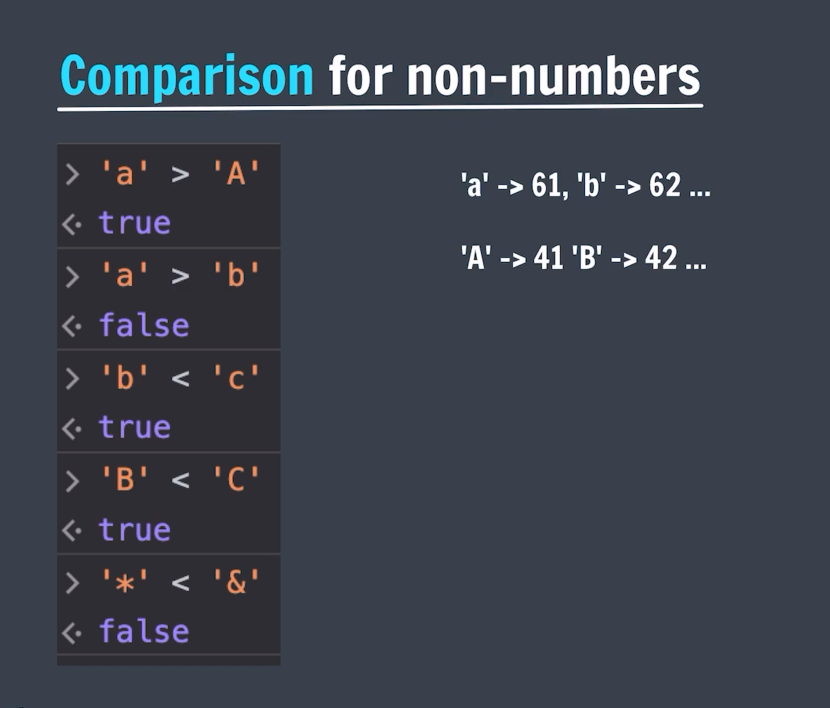 Comparison for non-numbers
> 'a' > 'A'
<· true
> 'a' > 'b'
<· false
> 'b' < 'c'
<· true
> 'B' < 'C'
<· true
> '*' < '&'
<· false
'a' -> 61, 'b' -> 62 ...
'A' -> 41 'B' -> 42 ...